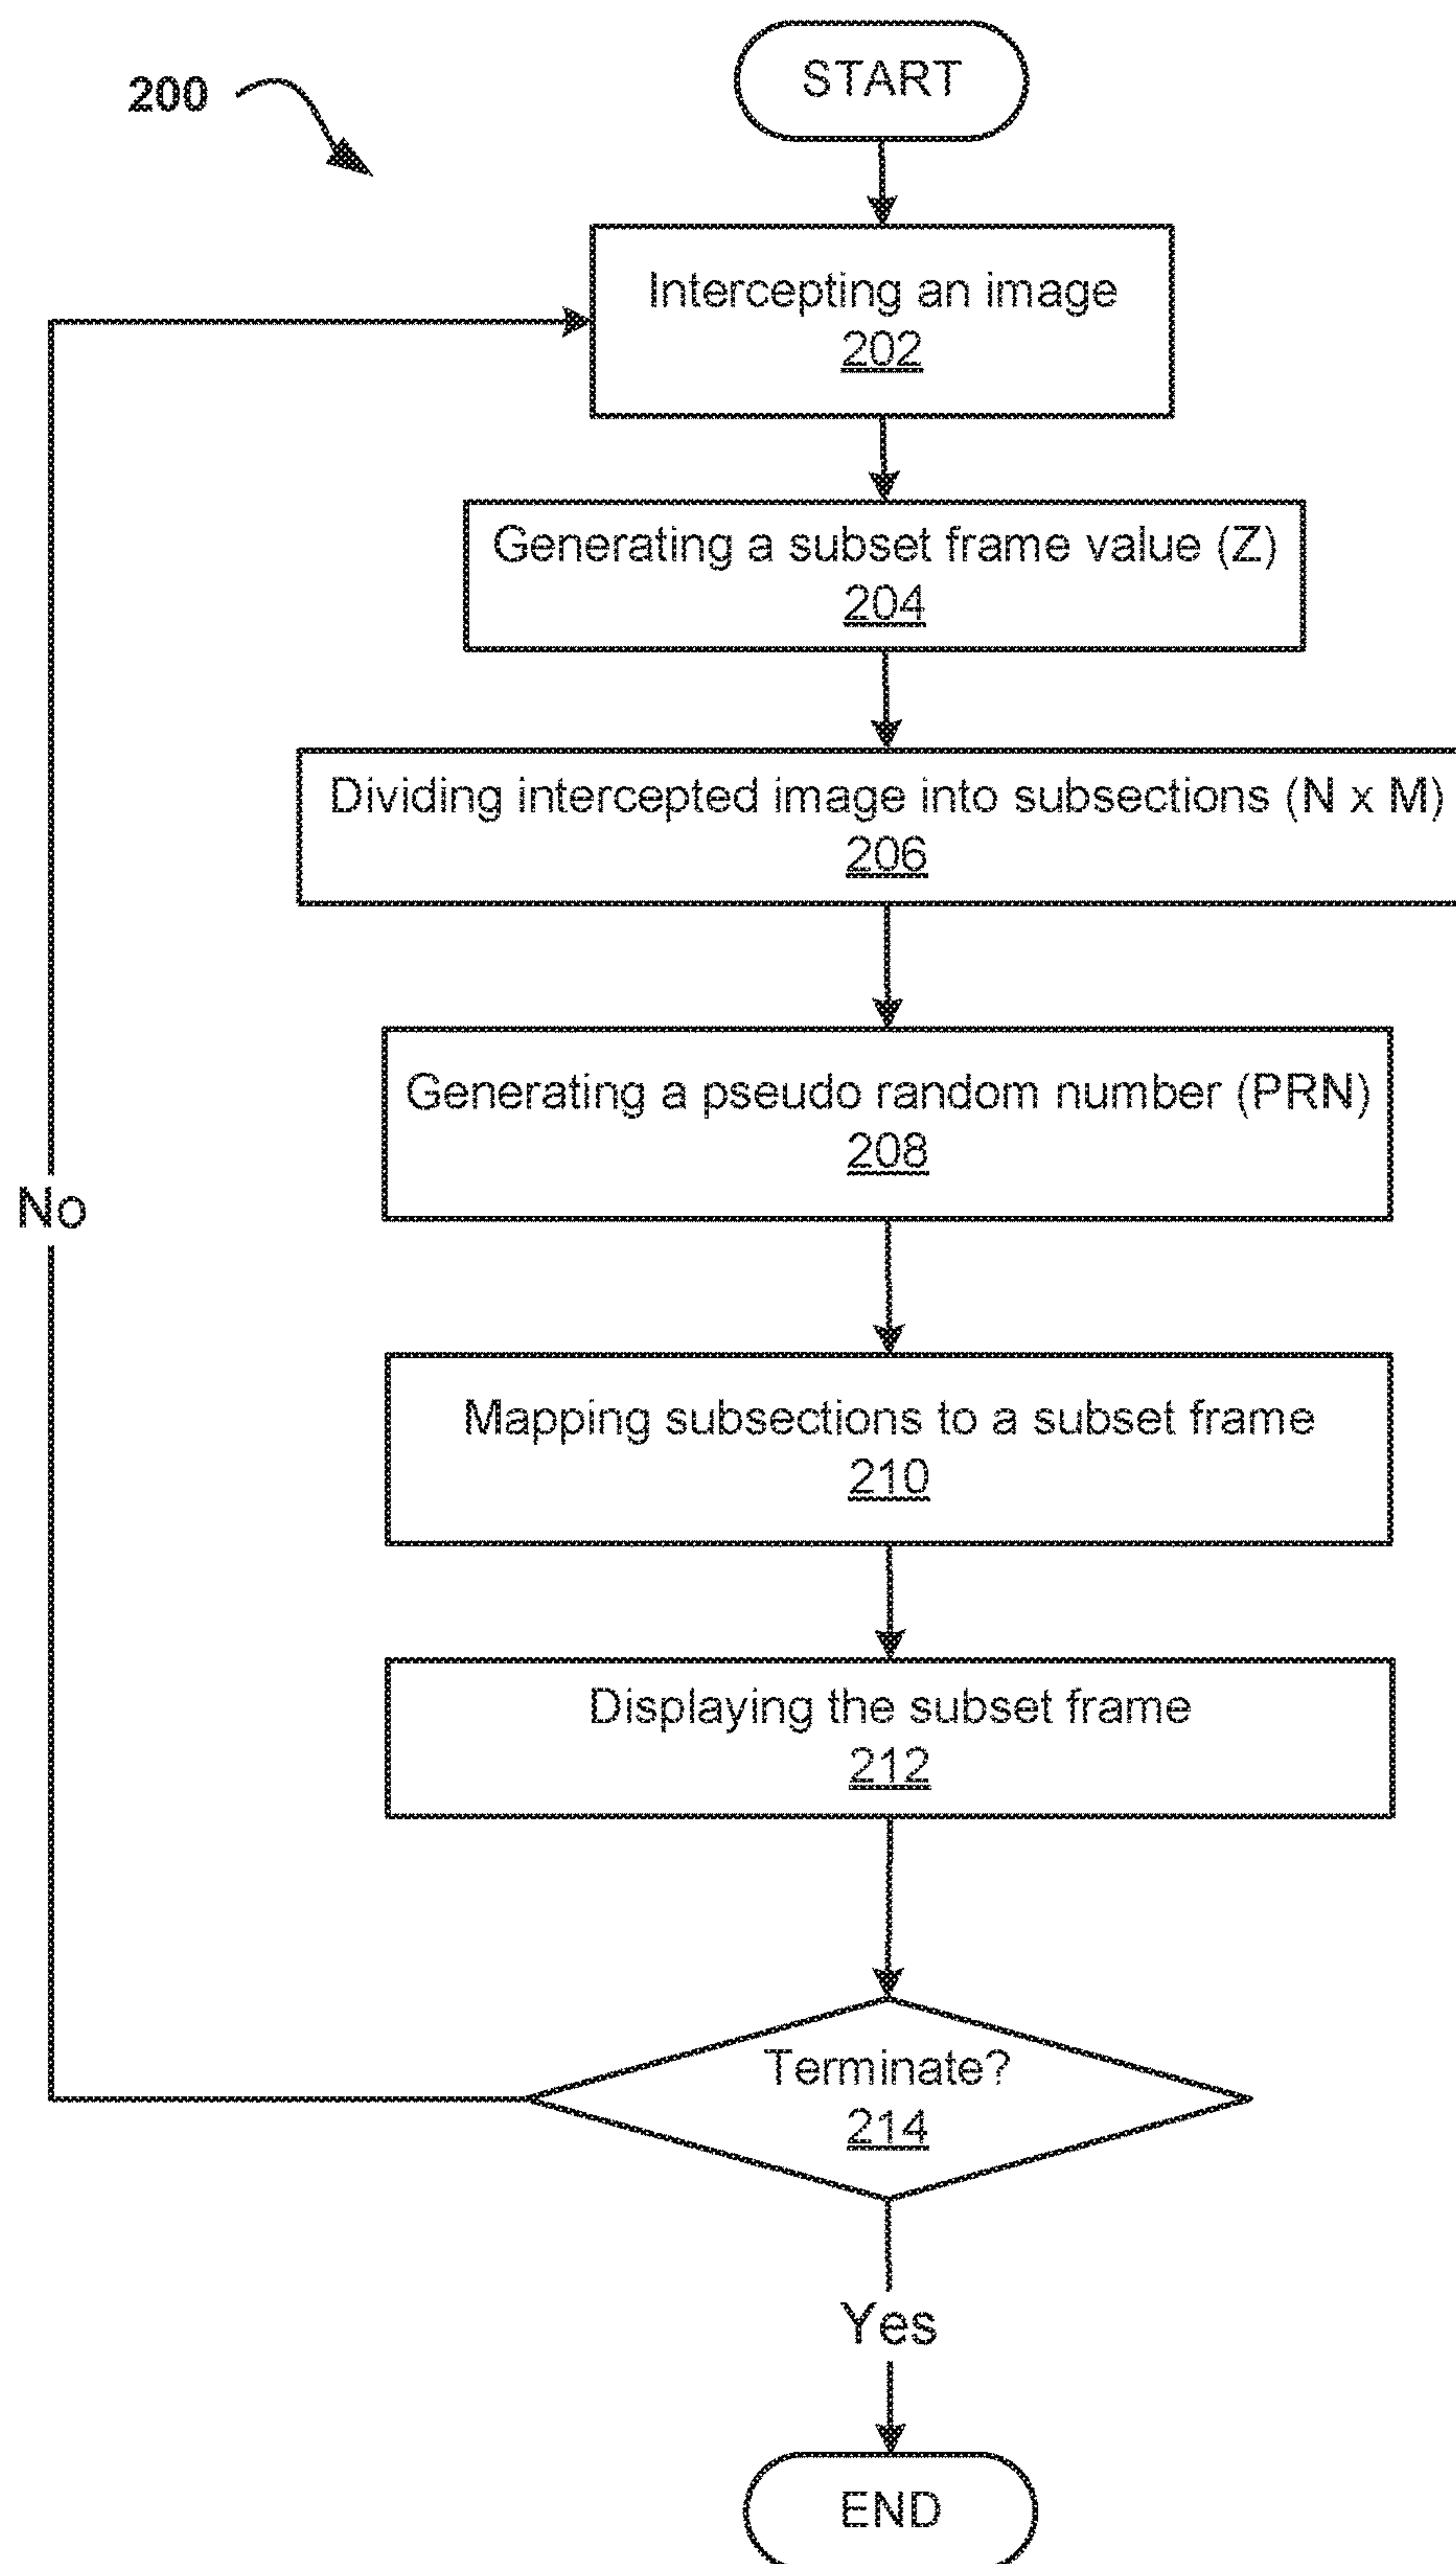 200
START
Intercepting an image
202
Generating a subset frame value (Z)
204
Dividing intercepted image into subsections (N x M)
206
Generating a pseudo random number (PRN)
208
No
Mapping subsections to a subset frame
210
Displaying the subset frame
212
Terminate?
214
Yes
END